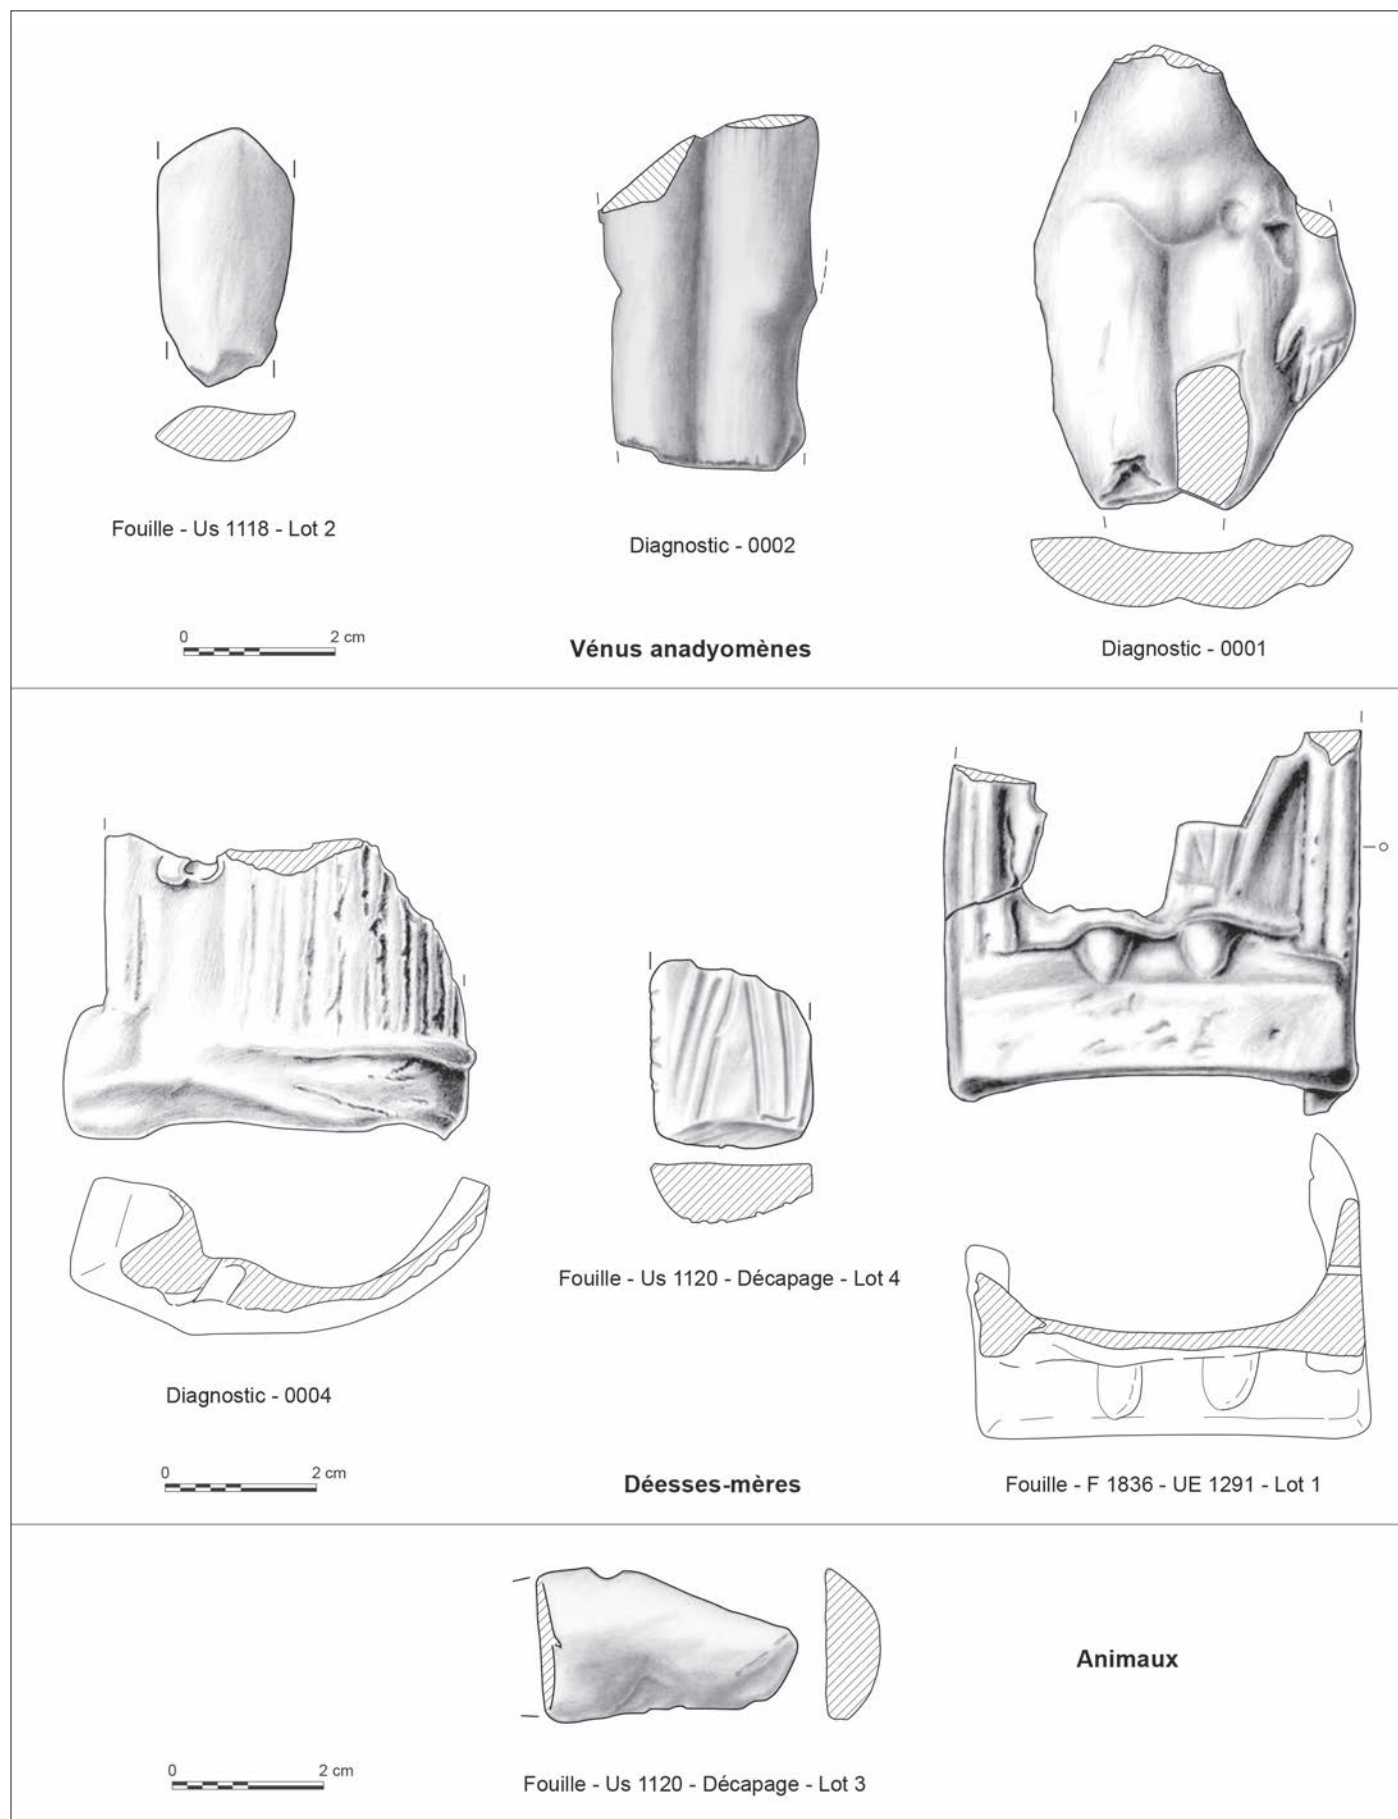 Fouille - Us 1118 - Lot 2
Diagnostic - 0002
0 2 cm
Vénus anadyomènes
Diagnostic - 0001
Fouille - Us 1120 - Décapage - Lot 4
Diagnostic - 0004
0 2 cm
Déesses-mères
Fouille - F 1836 - UE 1291 - Lot 1
Animaux
0 2 cm
Fouille - Us 1120 - Décapage - Lot 3